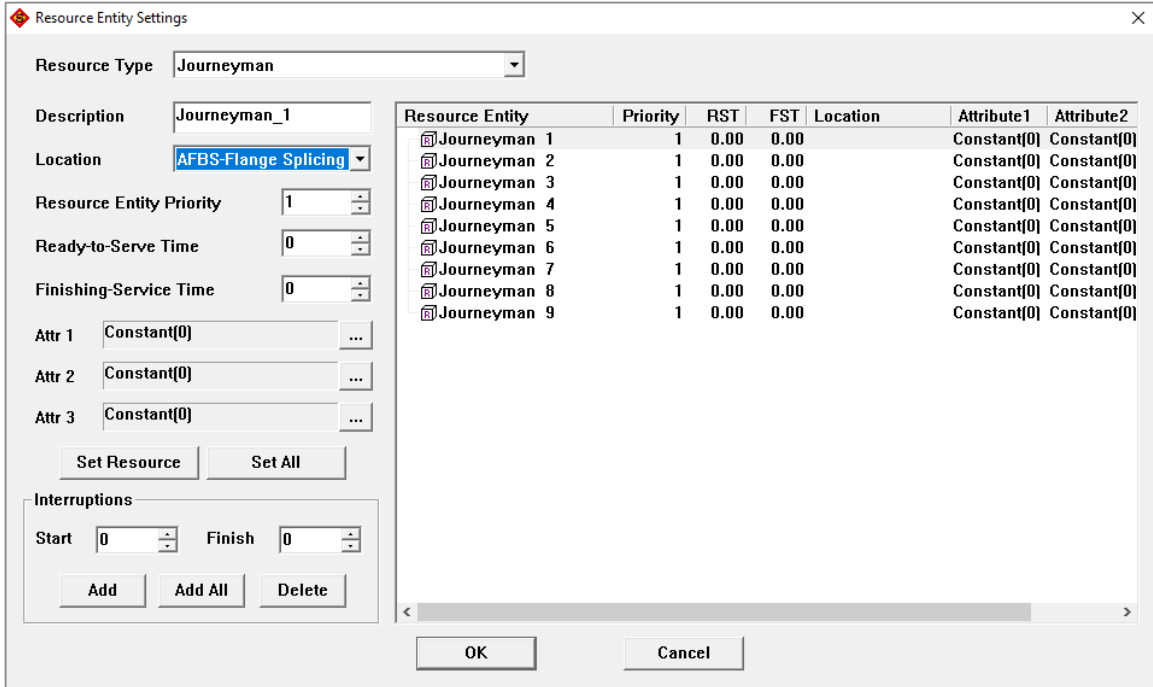 Resource Entity Settings
Resource Type Journeyman
Description Journeyman_1
Location AFBS-Flange Splicing
Resource Entity Priority 1
Ready-to-Serve Time 0
Finishing-Service Time 0
Attr 1 Constant(0) ...
Attr 2 Constant(0) ...
Attr 3 Constant(0) ...
Set Resource Set All
Interruptions
Start 0 Finish 0
Add Add All Delete
Resource Entity Priority RST FST Location Attribute1 Attribute2
Journeyman 1 1 0.00 0.00 Constant(0) Constant(0)
Journeyman 2 1 0.00 0.00 Constant(0) Constant(0)
Journeyman 3 1 0.00 0.00 Constant(0) Constant(0)
Journeyman 4 1 0.00 0.00 Constant(0) Constant(0)
Journeyman 5 1 0.00 0.00 Constant(0) Constant(0)
Journeyman 6 1 0.00 0.00 Constant(0) Constant(0)
Journeyman 7 1 0.00 0.00 Constant(0) Constant(0)
Journeyman 8 1 0.00 0.00 Constant(0) Constant(0)
Journeyman 9 1 0.00 0.00 Constant(0) Constant(0)
OK Cancel